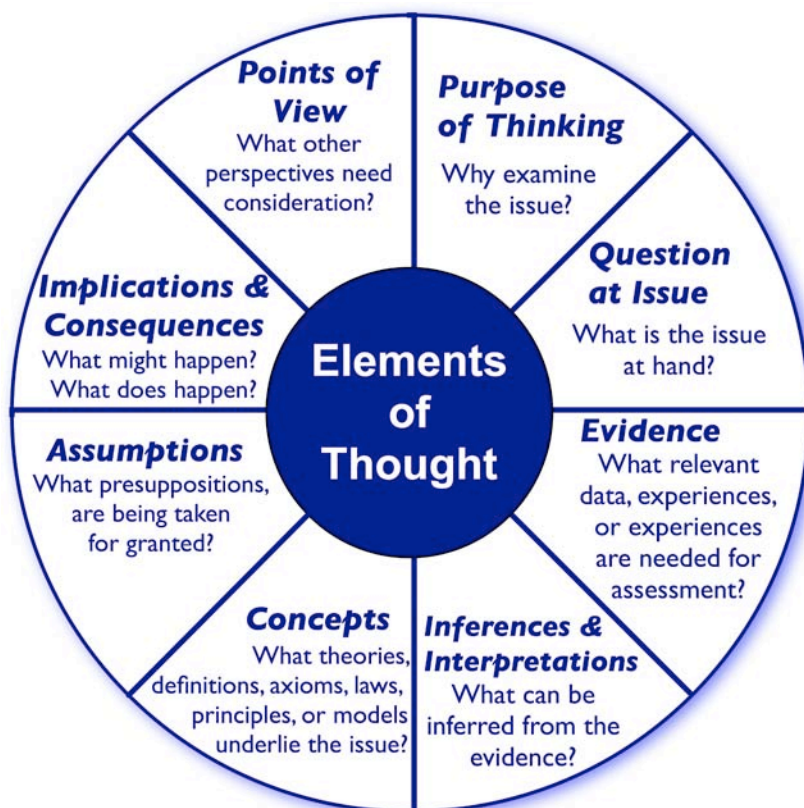 Points of
View
What other
perspectives need
consideration?
Purpose
of Thinking
Why examine
the issue?
Question
at Issue
What is the issue
at hand?
Evidence
What relevant
data, experiences,
or experiences
are needed for
assessment?
Inferences &
Interpretations
What can be
inferred from the
evidence?
Concepts
What theories,
definitions, axioms, laws,
principles, or models
underlie the issue?
Assumptions
What presuppositions,
are being taken
for granted?
Implications &
Consequences
What might happen?
What does happen?
Elements
of
Thought